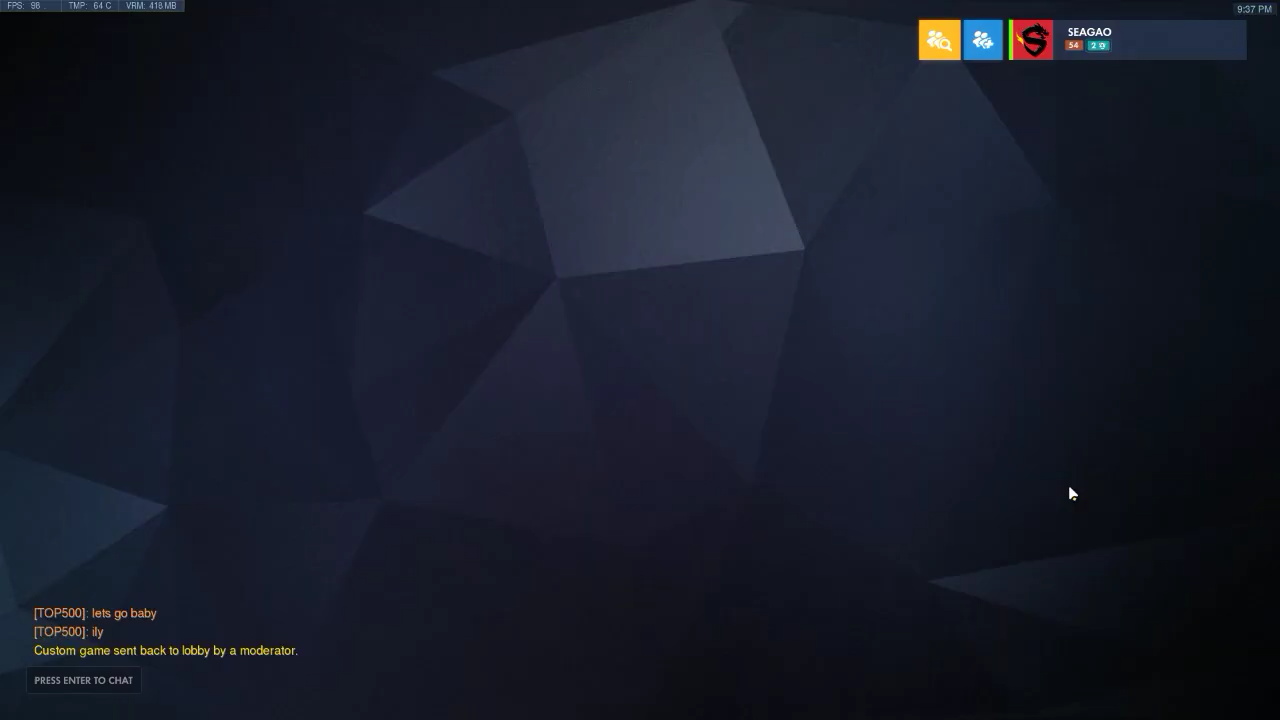 FPS: 98 TMP: 64 C VRM: 418 MB
9:37 PM
SEAGAO
54 2
[TOP500]: lets go baby
[TOP500]: ily
Custom game sent back to lobby by a moderator.
PRESS ENTER TO CHAT